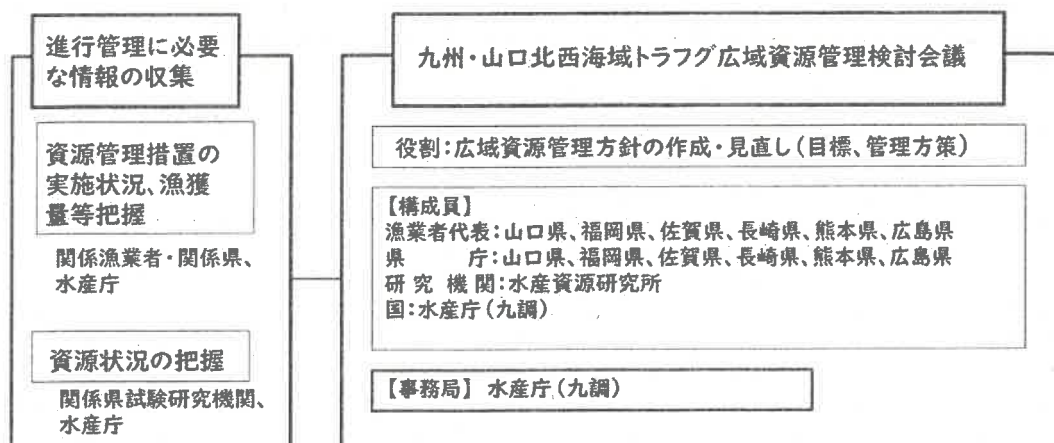 進行管理に必要
な情報の収集
資源管理措置の
実施状況、漁獲
量等把握
関係漁業者・関係県、
水産庁
資源状況の把握
関係県試験研究機関、
水産庁
九州・山口北西海域トラフグ広域資源管理検討会議
役割:広域資源管理方針の作成・見直し(目標、管理方策)
【構成員】
漁業者代表:山口県、福岡県、佐賀県、長崎県、熊本県、広島県
県　　　庁:山口県、福岡県、佐賀県、長崎県、熊本県、広島県
研 究 機 関:水産資源研究所
国:水産庁(九調)
【事務局】 水産庁(九調)